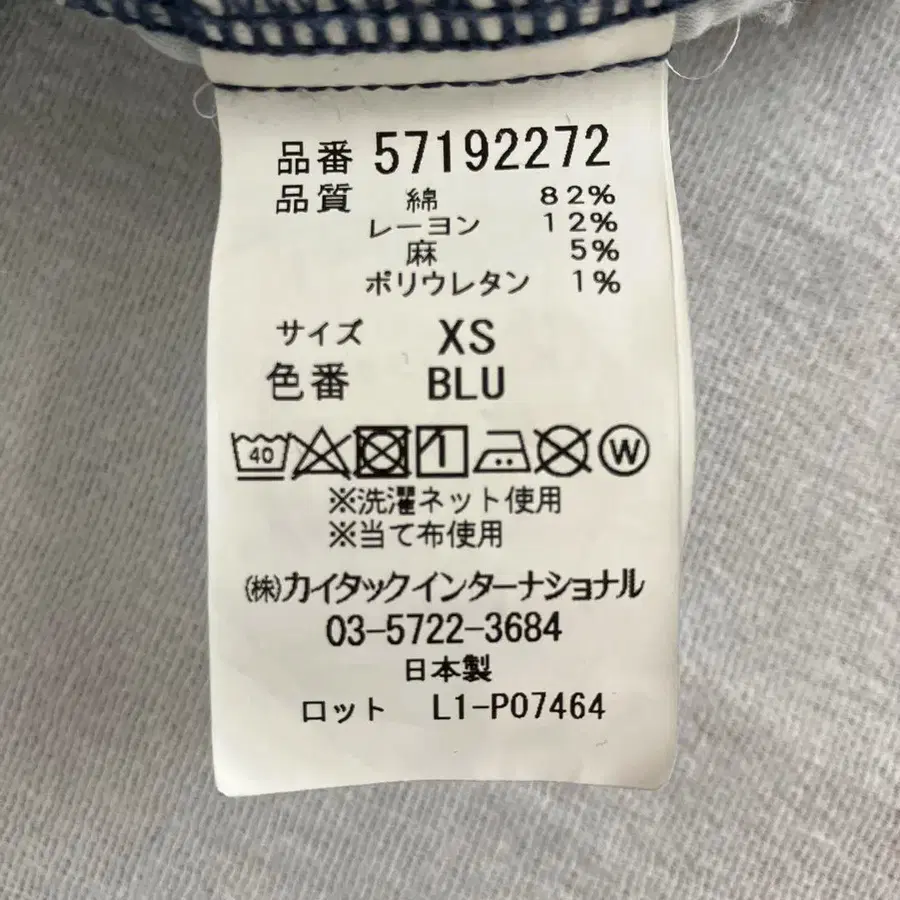 品番 57192272
品質 綿 82%
レーヨン 12%
麻 5%
ポリウレタン 1%
サイズ XS
色番 BLU
40 W
※洗濯ネット使用
※当て布使用
㈱カイタックインターナショナル
03-5722-3684
日本製
ロット L1-P07464